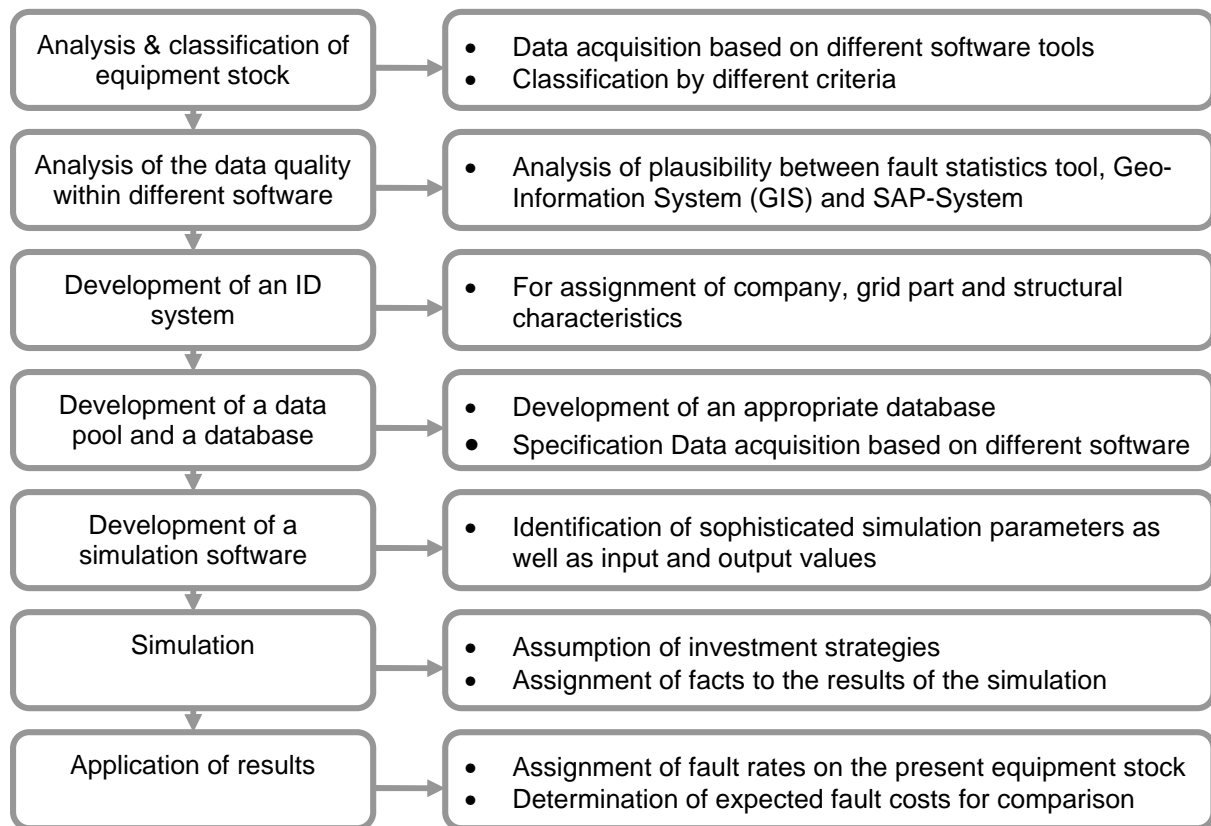 Analysis & classification of
equipment stock
• Data acquisition based on different software tools
• Classification by different criteria
Analysis of the data quality
within different software
• Analysis of plausibility between fault statistics tool, Geo-
Information System (GIS) and SAP-System
Development of an ID
system
• For assignment of company, grid part and structural
characteristics
Development of a data
pool and a database
• Development of an appropriate database
• Specification Data acquisition based on different software
Development of a
simulation software
• Identification of sophisticated simulation parameters as
well as input and output values
Simulation
• Assumption of investment strategies
• Assignment of facts to the results of the simulation
Application of results
• Assignment of fault rates on the present equipment stock
• Determination of expected fault costs for comparison